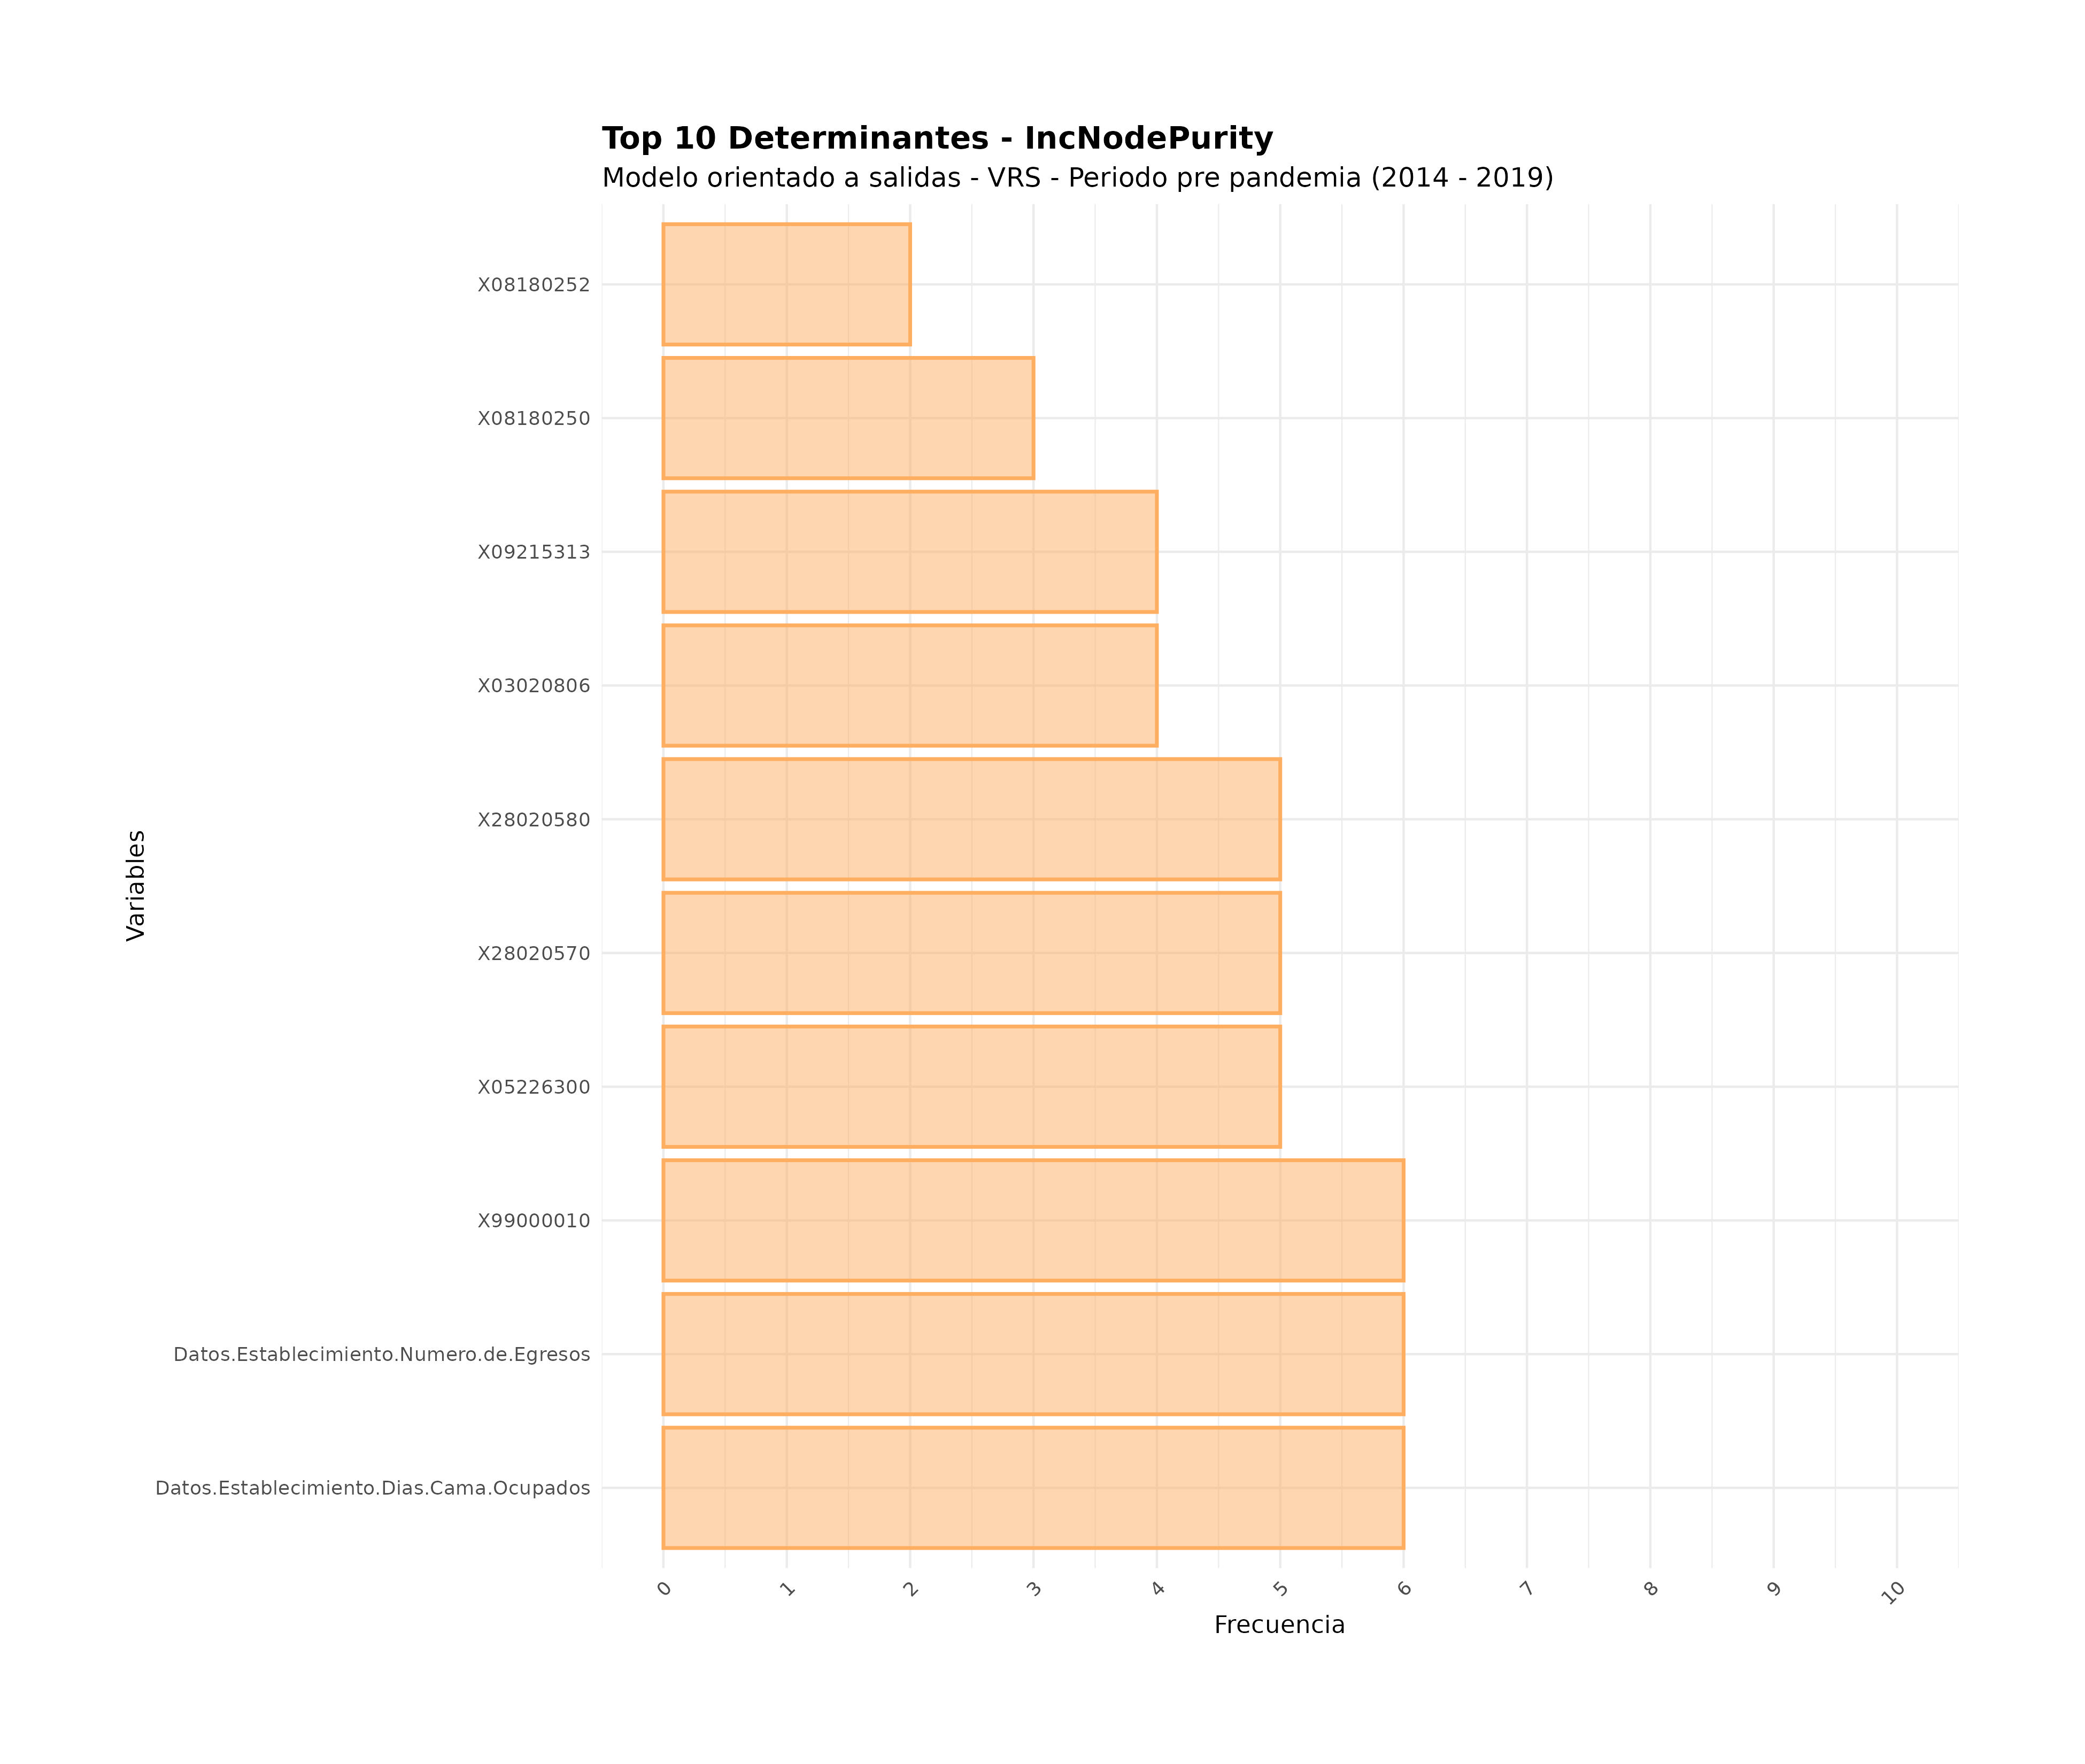 Top 10 Determinantes - IncNodePurity
Modelo orientado a salidas - VRS - Periodo pre pandemia (2014 - 2019)
Variables
X08180252
X08180250
X09215313
X03020806
X28020580
X28020570
X05226300
X99000010
Datos.Establecimiento.Numero.de.Egresos
Datos.Establecimiento.Dias.Cama.Ocupados
0 1 2 3 4 5 6 7 8 9 10
Frecuencia